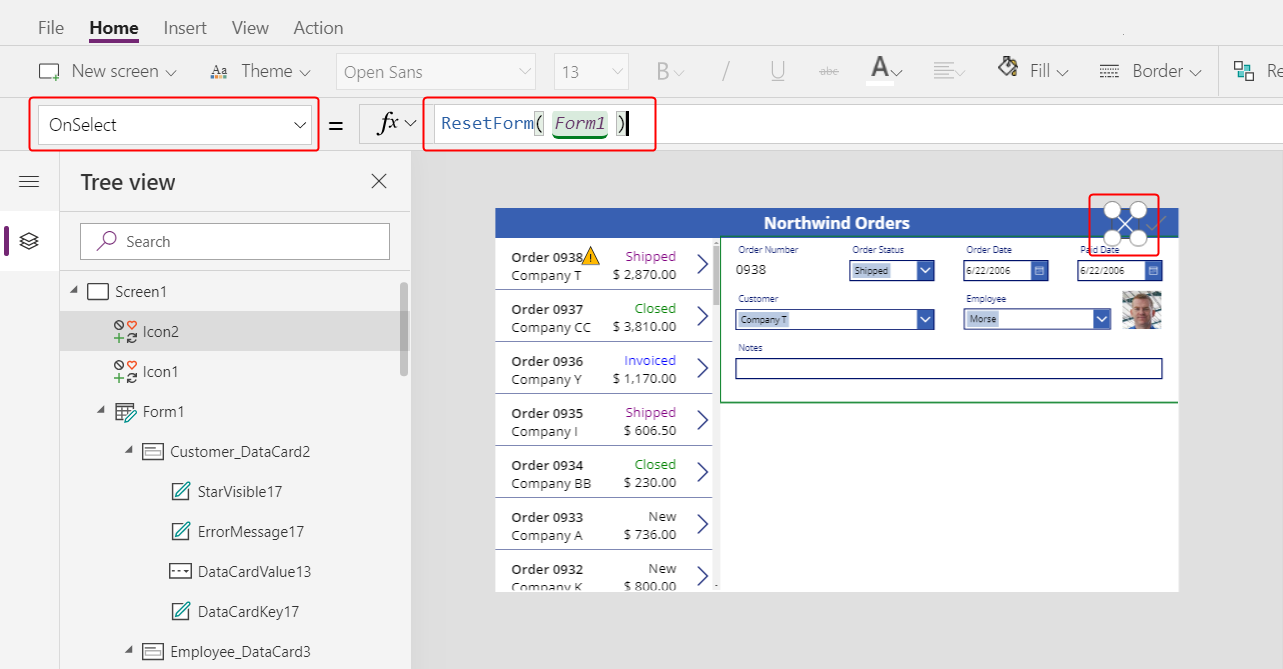 File Home Insert View Action
New screen Aa Theme Open Sans 13 B / U abc A Fill Border Re
OnSelect = fx ResetForm( Form1 )
Tree view
Search
Screen1
Icon2
Icon1
Form1
Customer_DataCard2
StarVisible17
ErrorMessage17
DataCardValue13
DataCardKey17
Employee_DataCard3
Northwind Orders
Order 0938 Shipped
Company T $ 2,870.00
Order 0937 Closed
Company CC $ 3,810.00
Order 0936 Invoiced
Company Y $ 1,170.00
Order 0935 Shipped
Company I $ 606.50
Order 0934 Closed
Company BB $ 230.00
Order 0933 New
Company A $ 736.00
Order 0932 New
Company K $ 800.00
Order Number Order Status Order Date Paid Date
0938 Shipped 6/22/2006 6/22/2006
Customer Employee
Company T Morse
Notes